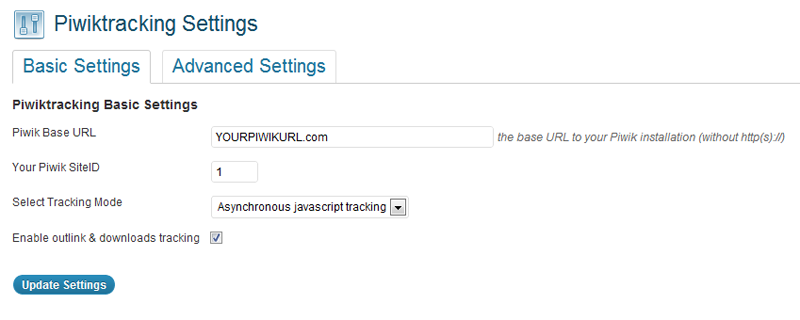 Piwiktracking Settings
Basic Settings Advanced Settings
Piwiktracking Basic Settings
Piwik Base URL YOURPIWIKURL.com the base URL to your Piwik installation (without http(s)://)
Your Piwik SiteID 1
Select Tracking Mode Asynchronous javascript tracking
Enable outlink & downloads tracking
Update Settings